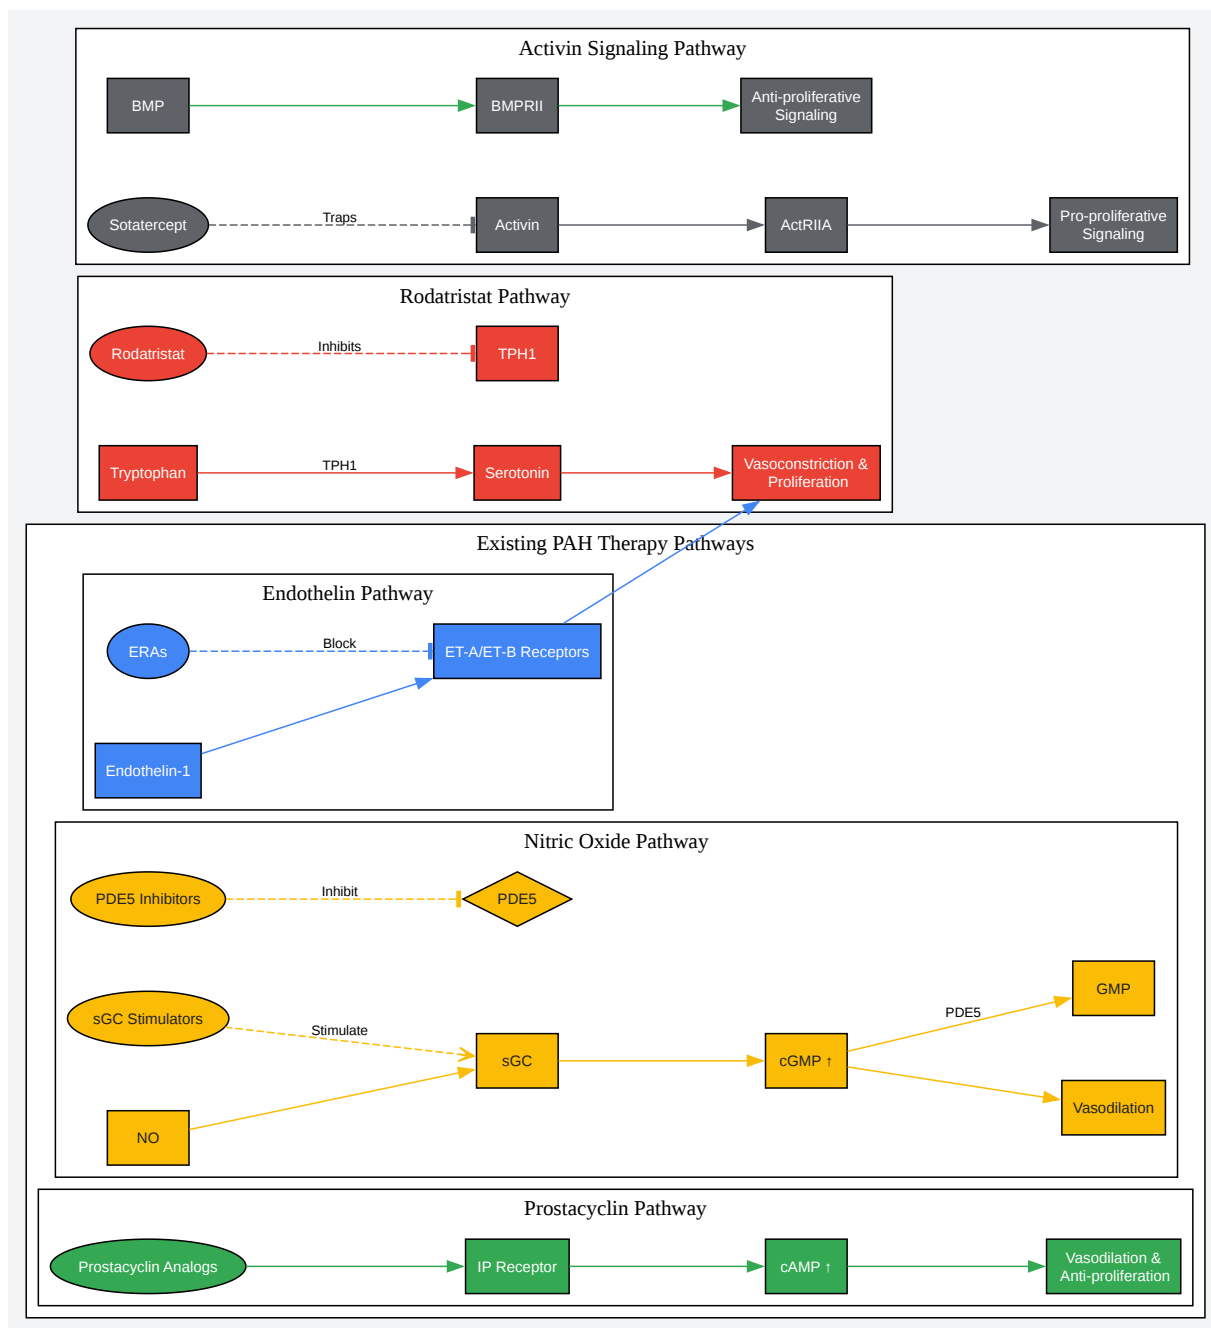 Activin Signaling Pathway
BMP
BMPRII
Anti-proliferative
Signaling
Sotatercept
Traps
Activin
ActRIIA
Pro-proliferative
Signaling
Rodatristat Pathway
Rodatristat
Inhibits
TPH1
Tryptophan
TPH1
Serotonin
Vasoconstriction &
Proliferation
Existing PAH Therapy Pathways
Endothelin Pathway
ERAs
Block
ET-A/ET-B Receptors
Endothelin-1
Nitric Oxide Pathway
PDE5 Inhibitors
Inhibit
PDE5
sGC Stimulators
Stimulate
sGC
cGMP ↑
PDE5
GMP
Vasodilation
NO
Prostacyclin Pathway
Prostacyclin Analogs
IP Receptor
cAMP ↑
Vasodilation &
Anti-proliferation